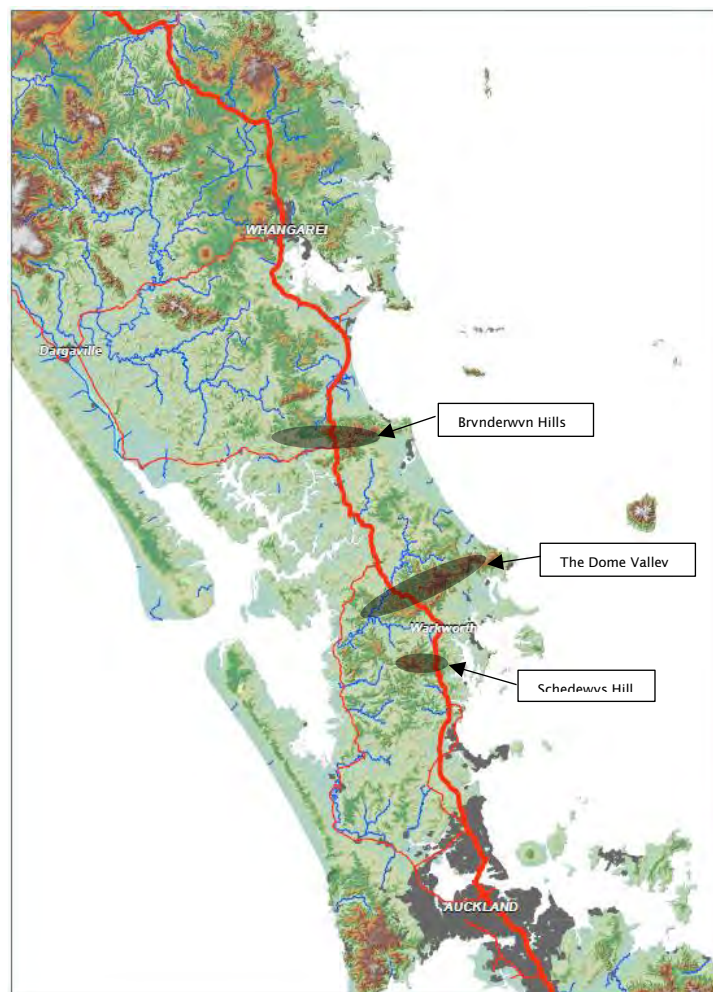 WHANGAREI
Dargaville
Brynderwyn Hills
The Dome Valley
Warkworth
Schedewys Hill
AUCKLAND